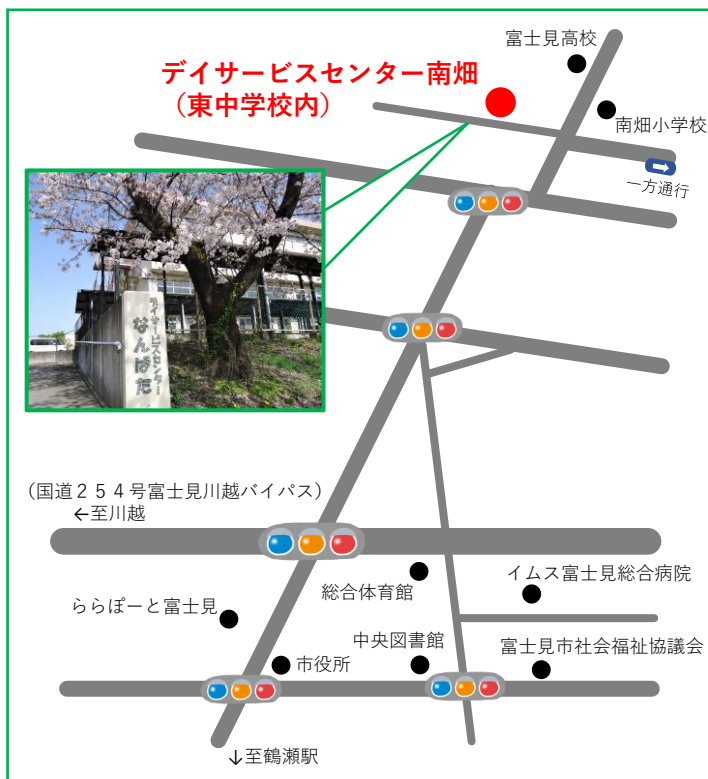 富士見高校
デイサービスセンター南畑
（東中学校内）
南畑小学校
一方通行
デイサービスセンター
なんばた
（国道２５４号富士見川越バイパス）
←至川越
総合体育館
イムス富士見総合病院
ららぽーと富士見
中央図書館
富士見市社会福祉協議会
市役所
↓至鶴瀬駅